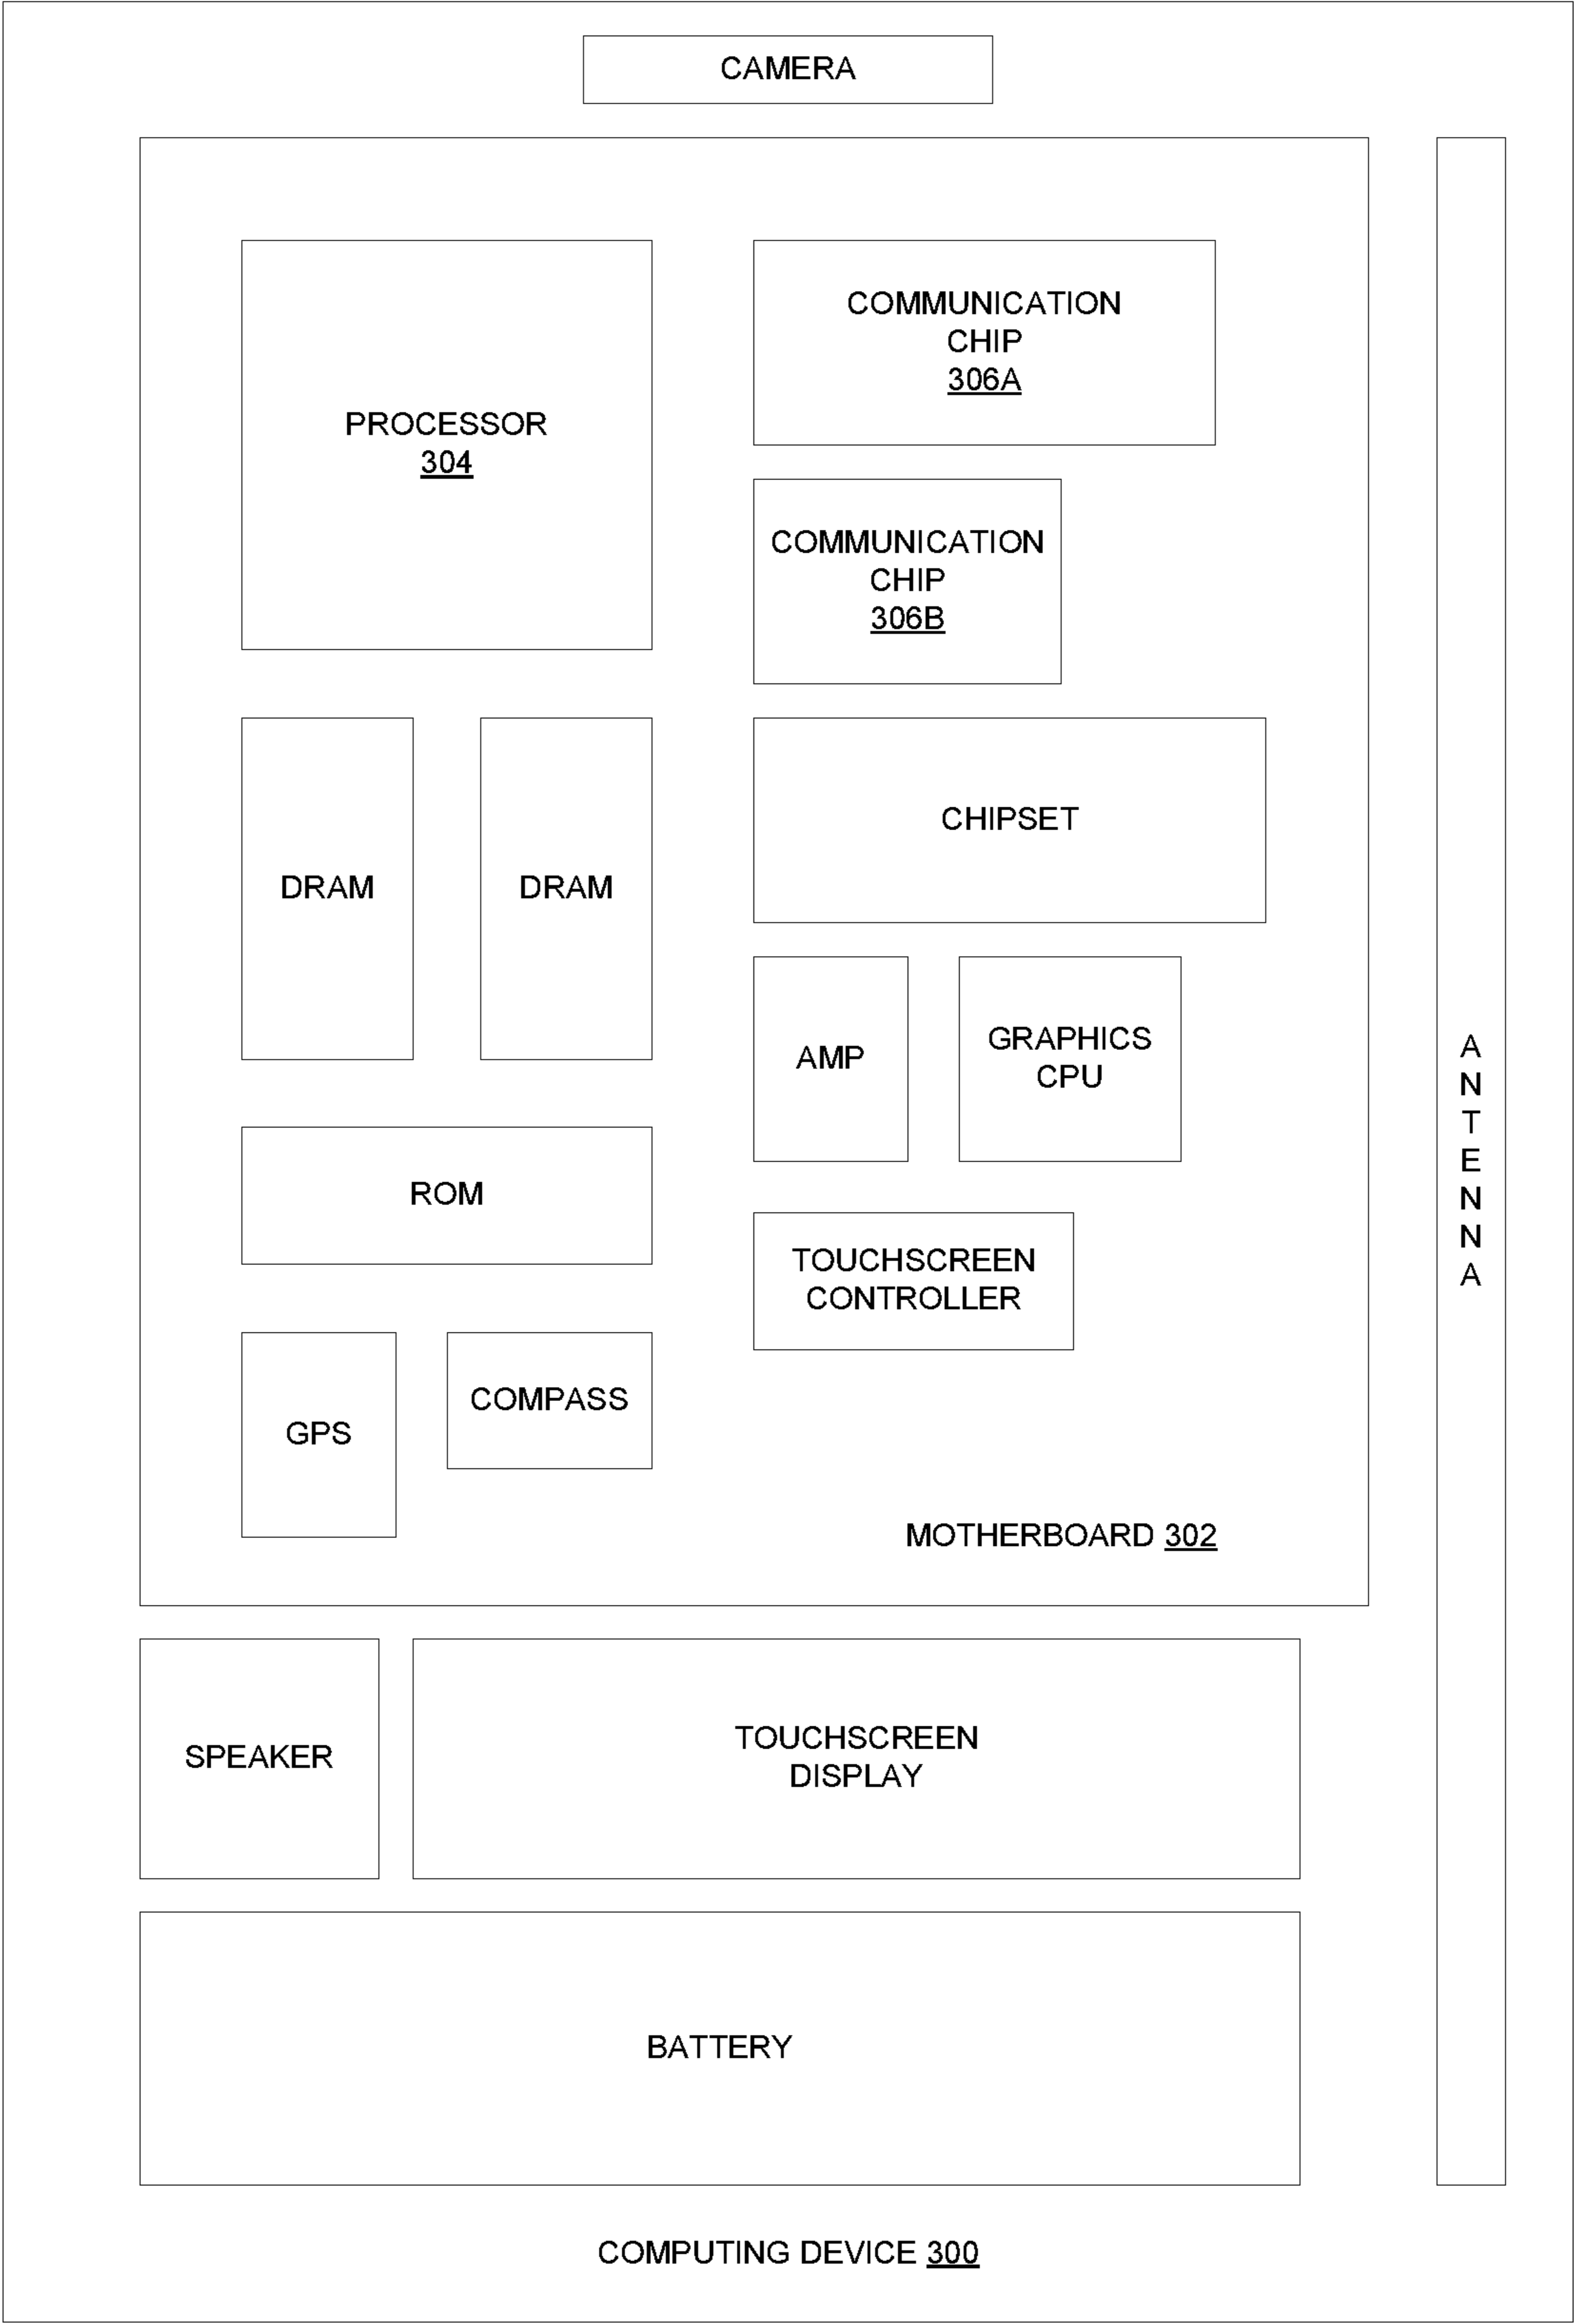 CAMERA
PROCESSOR
304
COMMUNICATION
CHIP
306A
COMMUNICATION
CHIP
306B
DRAM
DRAM
CHIPSET
AMP
GRAPHICS
CPU
ROM
TOUCHSCREEN
CONTROLLER
GPS
COMPASS
MOTHERBOARD 302
ANTENNA
SPEAKER
TOUCHSCREEN
DISPLAY
BATTERY
COMPUTING DEVICE 300